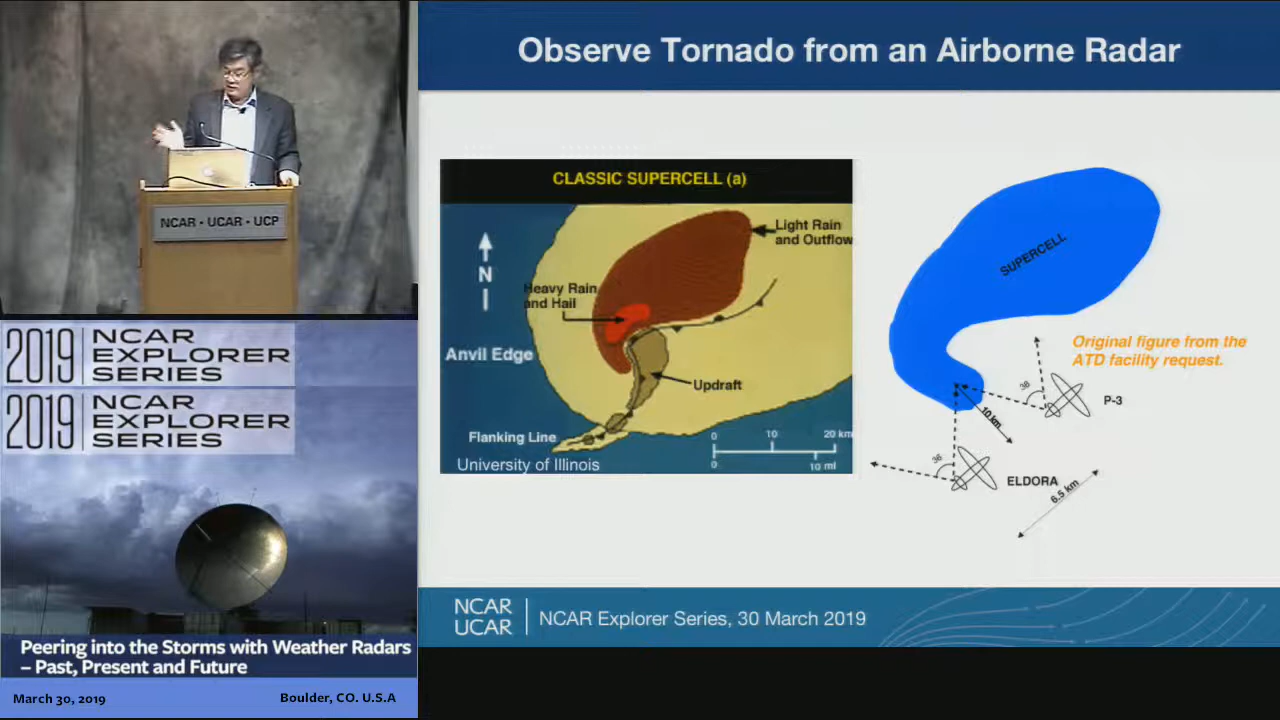 NCAR • UCAR • UCP
2019 NCAR
EXPLORER
SERIES
2019 NCAR
EXPLORER
SERIES
Peering into the Storms with Weather Radars
– Past, Present and Future
March 30, 2019
Boulder, CO. U.S.A
Observe Tornado from an Airborne Radar
CLASSIC SUPERCELL (a)
Light Rain
and Outflow
N
Heavy Rain
and Hail
Anvil Edge
Updraft
Flanking Line
University of Illinois
0 10 20 km
0 10 mi
SUPERCELL
Original figure from the
ATD facility request.
38
P-3
10 km
36
ELDORA
6.5 km
NCAR
UCAR
NCAR Explorer Series, 30 March 2019